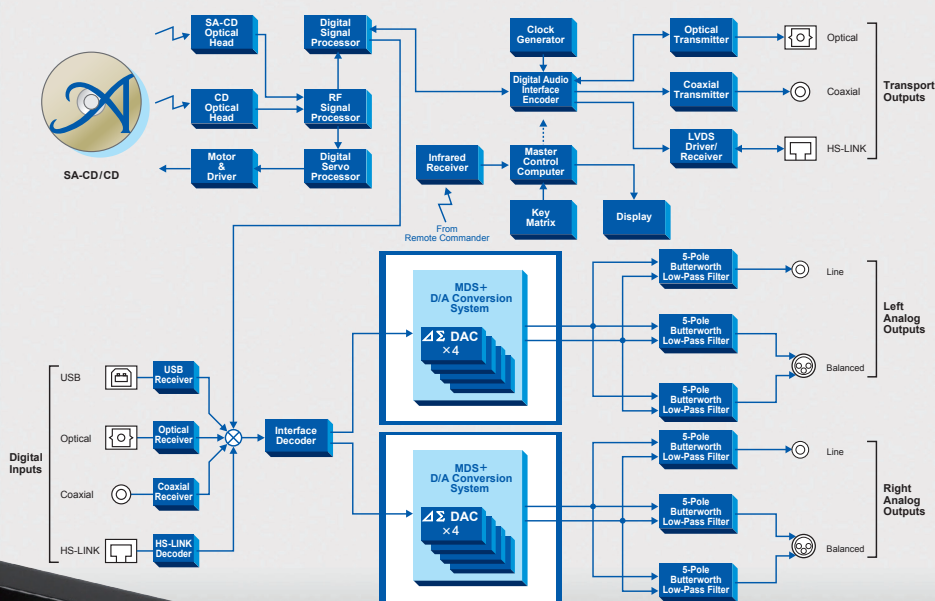 SA-CD
Optical
Head
Digital
Signal
Processor
CD
Optical
Head
RF
Signal
Processor
Motor
&
Driver
Digital
Servo
Processor
SA-CD/CD
Clock
Generator
Digital Audio
Interface
Encoder
Infrared
Receiver
Master
Control
Computer
Key
Matrix
Display
From
Remote Commander
Optical
Transmitter
Optical
Coaxial
Transmitter
Coaxial
LVDS
Driver/
Receiver
HS-LINK
Transport
Outputs
Digital
Inputs
USB
USB
Receiver
Optical
Optical
Receiver
Coaxial
Coaxial
Receiver
HS-LINK
HS-LINK
Decoder
Interface
Decoder
MDS+
D/A Conversion
System
ΔΣ DAC
×4
5-Pole
Butterworth
Low-Pass Filter
Line
5-Pole
Butterworth
Low-Pass Filter
Balanced
5-Pole
Butterworth
Low-Pass Filter
Left
Analog
Outputs
MDS+
D/A Conversion
System
ΔΣ DAC
×4
5-Pole
Butterworth
Low-Pass Filter
Line
5-Pole
Butterworth
Low-Pass Filter
Balanced
5-Pole
Butterworth
Low-Pass Filter
Right
Analog
Outputs